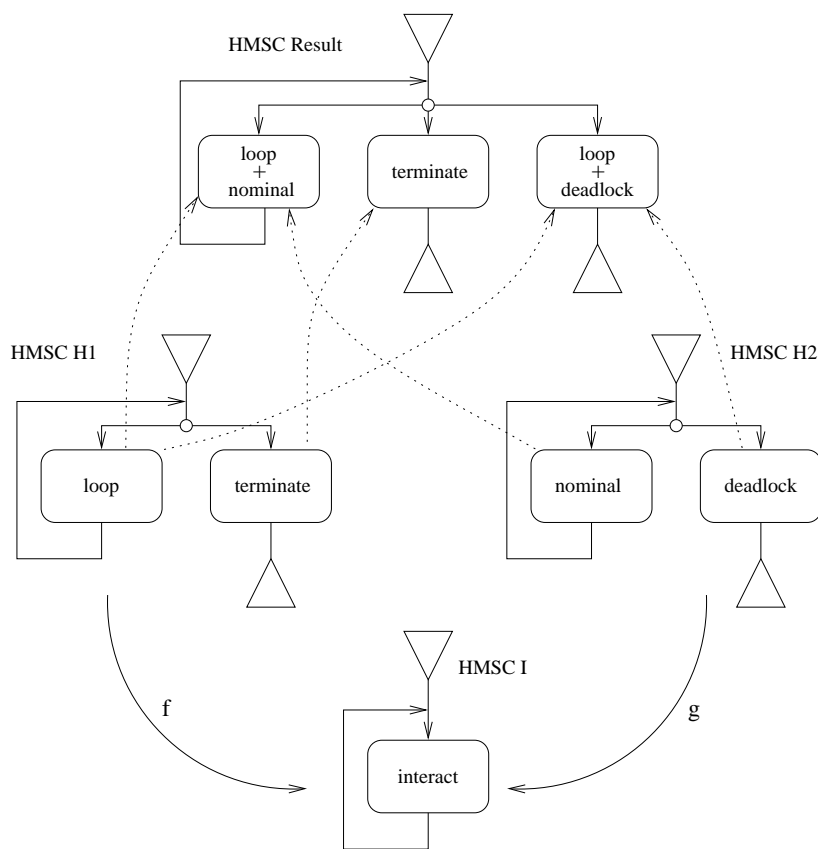 HMSC Result
loop
+
nominal
terminate
loop
+
deadlock
HMSC H1
HMSC H2
loop
terminate
nominal
deadlock
HMSC I
f
g
interact